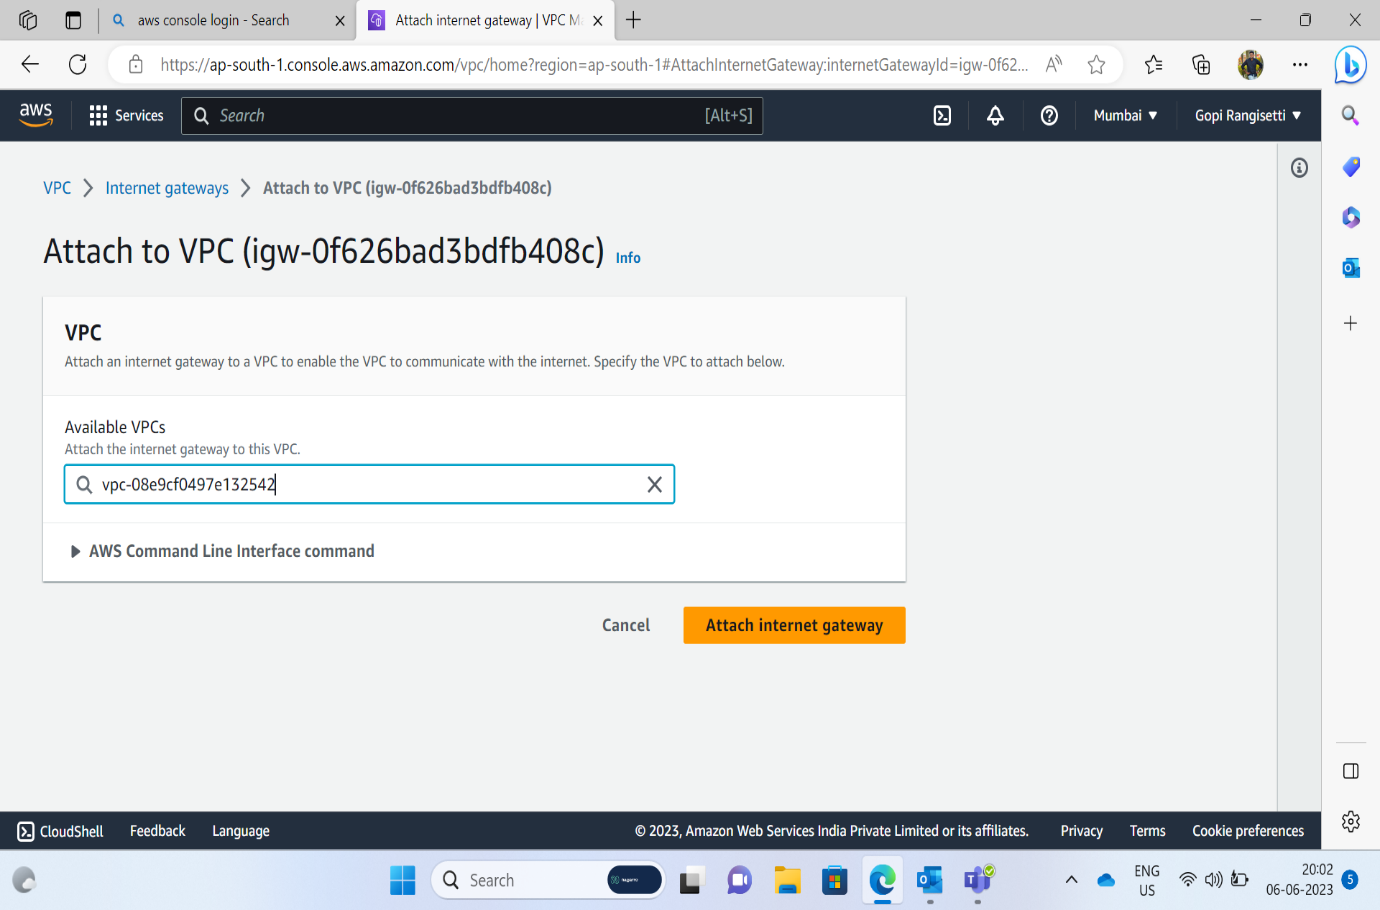 aws console login - Search
Attach internet gateway | VPC M
https://ap-south-1.console.aws.amazon.com/vpc/home?region=ap-south-1#AttachInternetGateway:internetGatewayId=igw-0f62...
aws
Services
Search
[Alt+S]
Mumbai
Gopi Rangisetti
VPC
Internet gateways
Attach to VPC (igw-0f626bad3bdfb408c)
Attach to VPC (igw-0f626bad3bdfb408c) Info
VPC
Attach an internet gateway to a VPC to enable the VPC to communicate with the internet. Specify the VPC to attach below.
Available VPCs
Attach the internet gateway to this VPC.
vpc-08e9cf0497e132542
AWS Command Line Interface command
Cancel
Attach internet gateway
CloudShell
Feedback
Language
© 2023, Amazon Web Services India Private Limited or its affiliates.
Privacy
Terms
Cookie preferences
Search
ENG
US
20:02
06-06-2023
5